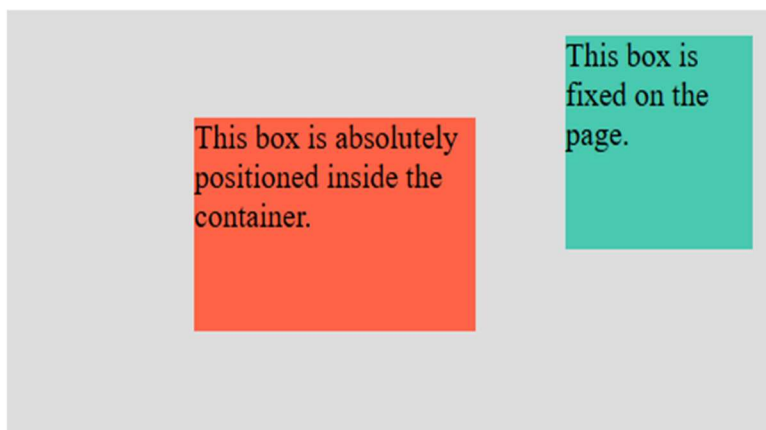 This box is
fixed on the
page.
This box is absolutely
positioned inside the
container.